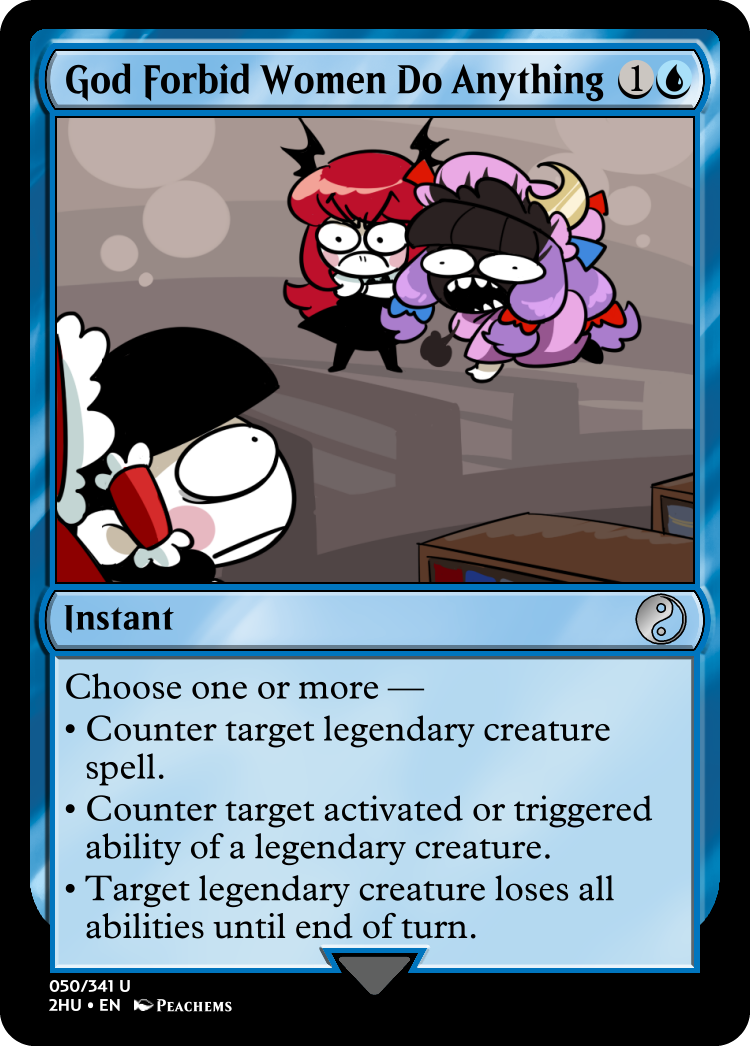 God Forbid Women Do Anything 1
Instant
Choose one or more —
• Counter target legendary creature
spell.
• Counter target activated or triggered
ability of a legendary creature.
• Target legendary creature loses all
abilities until end of turn.
050/341 U
2HU • EN Peachems